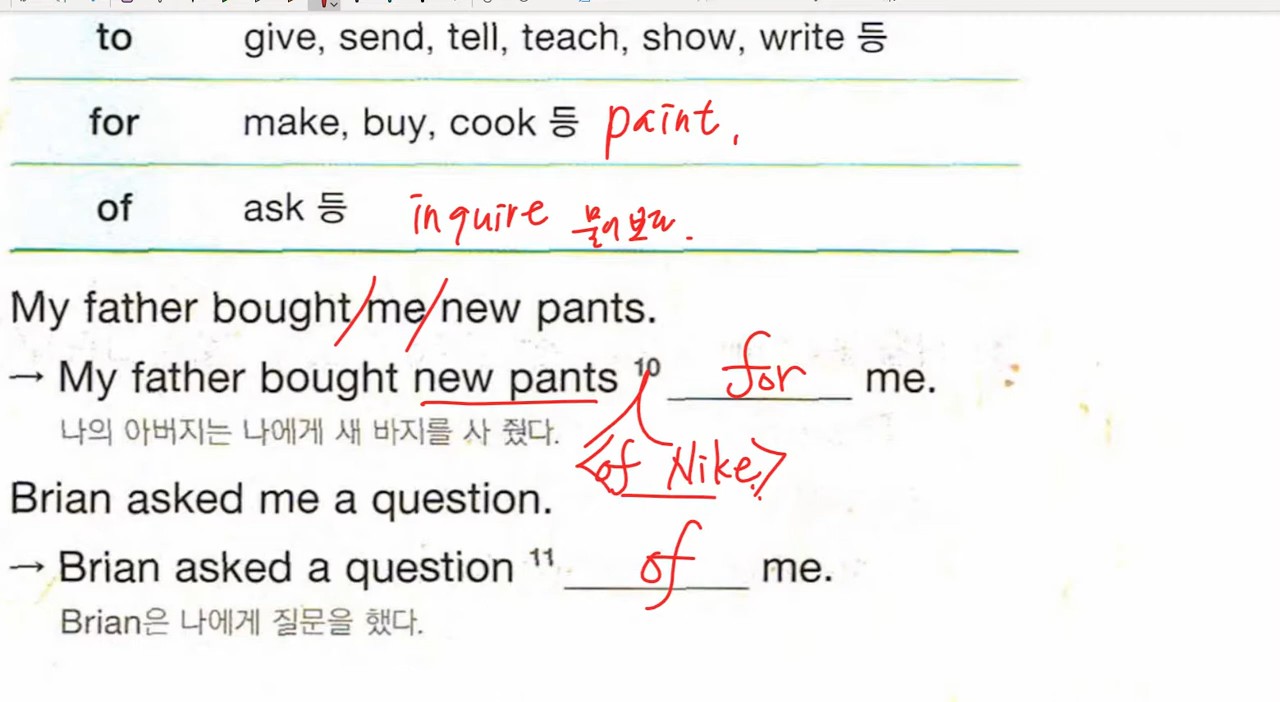 to give, send, tell, teach, show, write 등
for make, buy, cook 등 paint,
of ask 등 inquire 물어보다.
My father bought/me/new pants.
→ My father bought new pants 10 for me.
나의 아버지는 나에게 새 바지를 사 줬다.
<of Nike>
Brian asked me a question.
→ Brian asked a question 11 of me.
Brian은 나에게 질문을 했다.